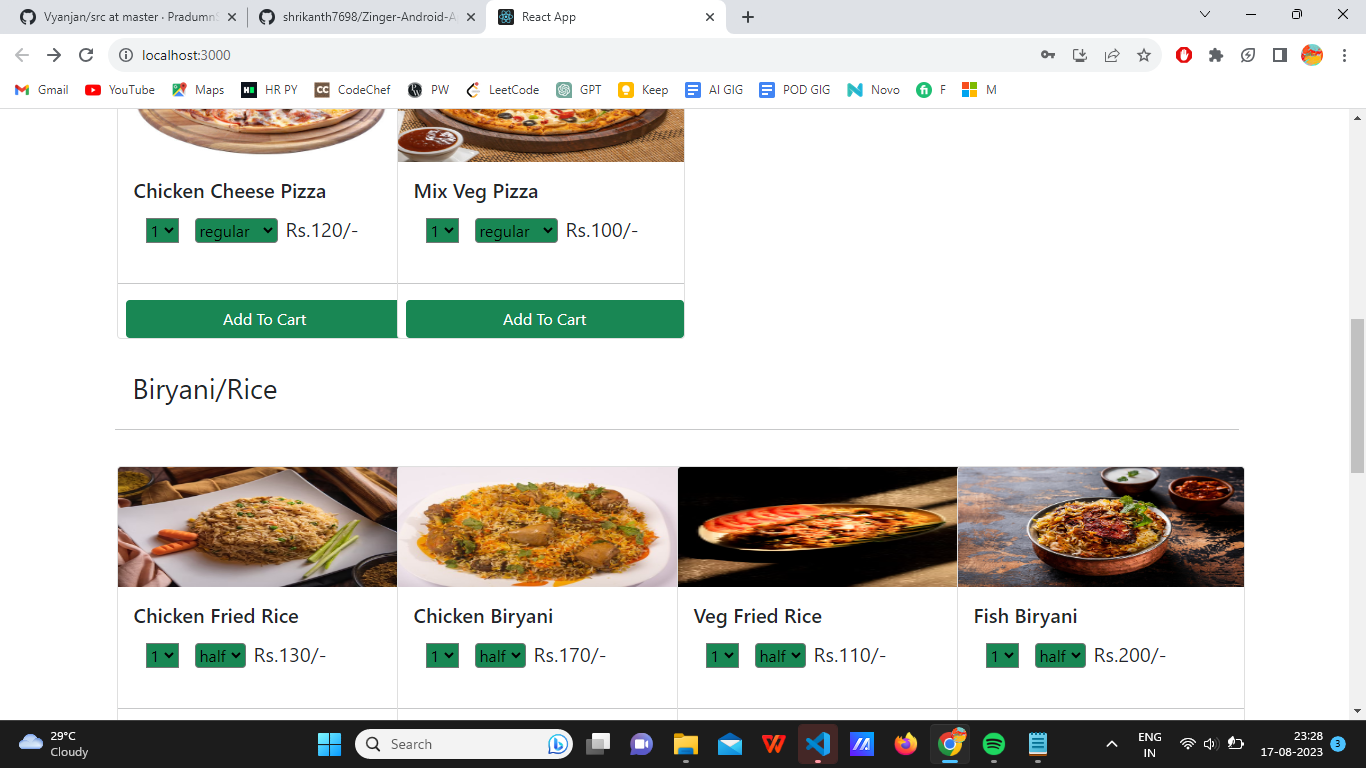 Vyanjan/src at master · Pradumn
shrikanth7698/Zinger-Android-A
React App
localhost:3000
Gmail
YouTube
Maps
HR PY
CodeChef
PW
LeetCode
GPT
Keep
AI GIG
POD GIG
Novo
F
M
Chicken Cheese Pizza
Mix Veg Pizza
1 regular Rs.120/-
1 regular Rs.100/-
Add To Cart
Add To Cart
Biryani/Rice
Chicken Fried Rice
Chicken Biryani
Veg Fried Rice
Fish Biryani
1 half Rs.130/-
1 half Rs.170/-
1 half Rs.110/-
1 half Rs.200/-
29°C
Cloudy
Search
ENG
IN
23:28
17-08-2023
3